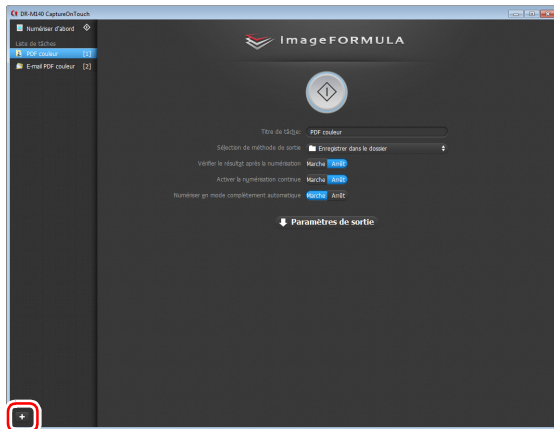 DR-M140 CaptureOnTouch
Numériser d'abord
Liste de tâches
PDF couleur [1]
E-mail PDF couleur [2]
imageFORMULA
Titre de tâche: PDF couleur
Sélection de méthode de sortie Enregistrer dans le dossier
Vérifier le résultat après la numérisation Marche Arrêt
Activer la numérisation continue Marche Arrêt
Numériser en mode complètement automatique Marche Arrêt
Paramètres de sortie
+